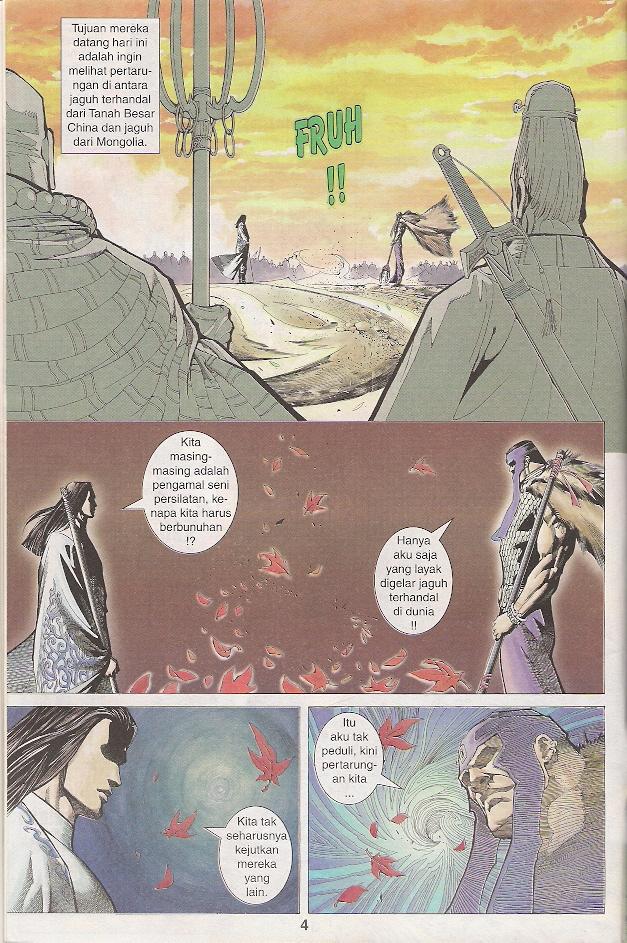 Tujuan mereka
datang hari ini
adalah ingin
melihat pertaru-
ngan di antara
jaguh terhandal
dari Tanah Besar
China dan jaguh
dari Mongolia.
FRUH
!!
Kita
masing-
masing adalah
pengamal seni
persilatan, ke-
napa kita harus
berbunuhan
!?
Hanya
aku saja
yang layak
digelar jaguh
terhandal
di dunia
!!
Kita tak
seharusnya
kejutkan
mereka
yang
lain.
Itu
aku tak
peduli, kini
pertarung-
an kita
...
4